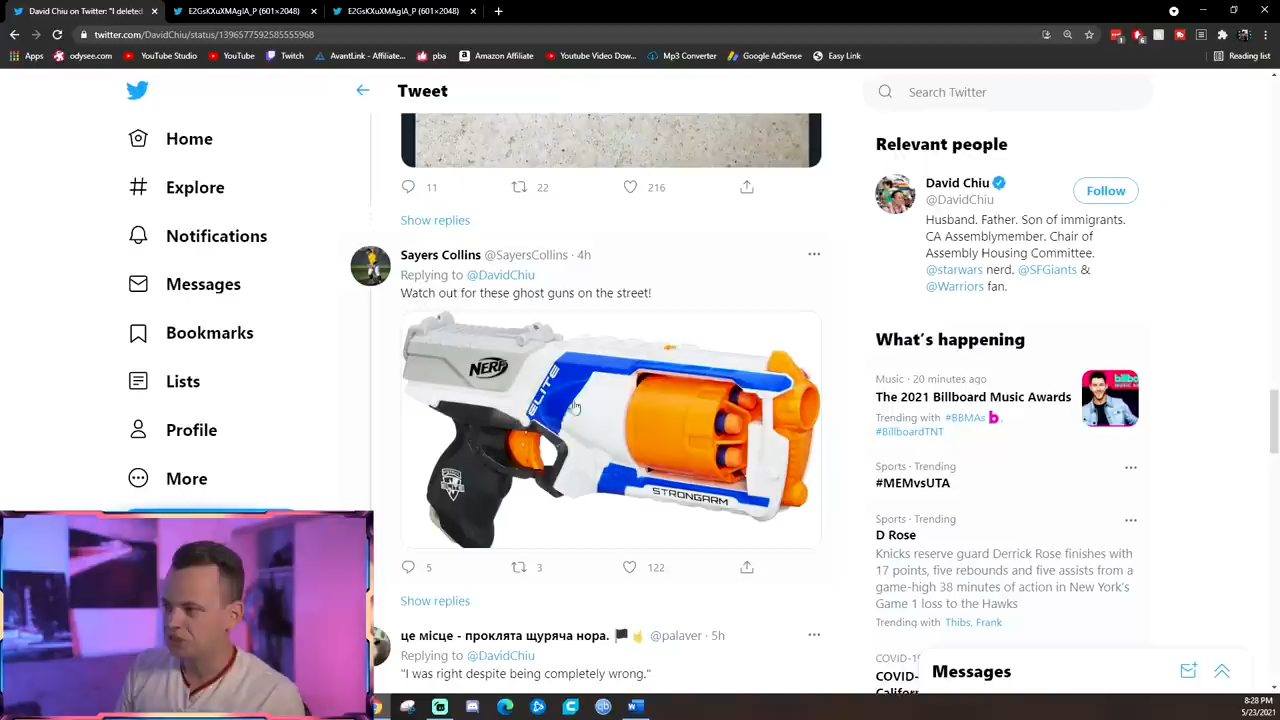 David Chiu on Twitter: "I deleted
E2GsKXuXMAgIA_P (601×2048)
E2GsKXuXMAgIA_P (601×2048)
twitter.com/DavidChiu/status/1396577592585555968
Apps
odysee.com
YouTube Studio
YouTube
Twitch
AvantLink - Affiliate...
pba
Amazon Affiliate
YouTube Video Dow...
Mp3 Converter
Google AdSense
Easy Link
Reading list
Home
Explore
Notifications
Messages
Bookmarks
Lists
Profile
More
Tweet
11
22
216
Show replies
Sayers Collins @SayersCollins · 4h
Replying to @DavidChiu
Watch out for these ghost guns on the street!
NERF
ELITE
STRONGARM
5
3
122
Show replies
це місце - проклята щуряча нора. @palaver · 5h
Replying to @DavidChiu
"I was right despite being completely wrong."
Search Twitter
Relevant people
David Chiu
@DavidChiu
Follow
Husband. Father. Son of immigrants.
CA Assemblymember. Chair of
Assembly Housing Committee.
@starwars nerd. @SFGiants &
@Warriors fan.
What's happening
Music · 20 minutes ago
The 2021 Billboard Music Awards
Trending with #BBMAs
#BillboardTNT
Sports · Trending
#MEMvsUTA
Sports · Trending
D Rose
Knicks reserve guard Derrick Rose finishes with
17 points, five rebounds and five assists from a
game-high 38 minutes of action in New York's
Game 1 loss to the Hawks
Trending with Thibs, Frank
COVID-19
COVID-
Messages
8:28 PM
5/23/2021